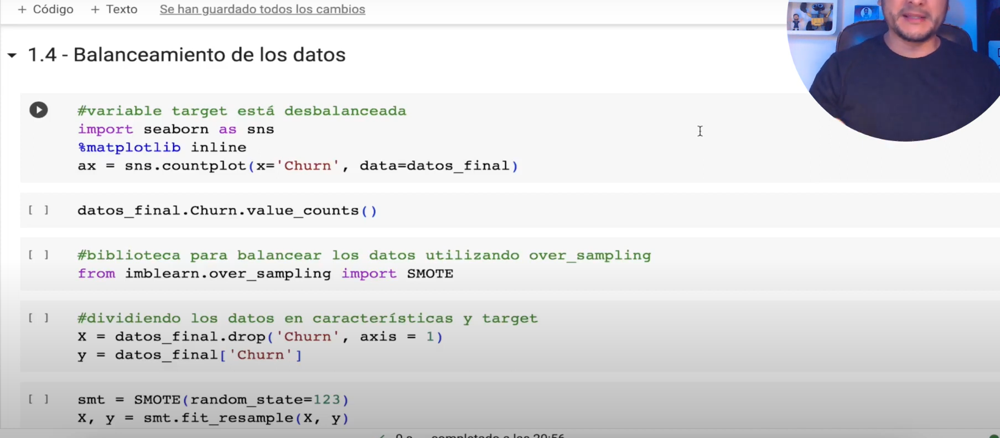 + Código + Texto Se han guardado todos los cambios
1.4 - Balanceamiento de los datos
#variable target está desbalanceada
import seaborn as sns
%matplotlib inline
ax = sns.countplot(x='Churn', data=datos_final)
[ ] datos_final.Churn.value_counts()
[ ] #biblioteca para balancear los datos utilizando over_sampling
from imblearn.over_sampling import SMOTE
[ ] #dividiendo los datos en características y target
X = datos_final.drop('Churn', axis = 1)
y = datos_final['Churn']
[ ] smt = SMOTE(random_state=123)
X, y = smt.fit_resample(X, y)
0 s completado a las 20:56